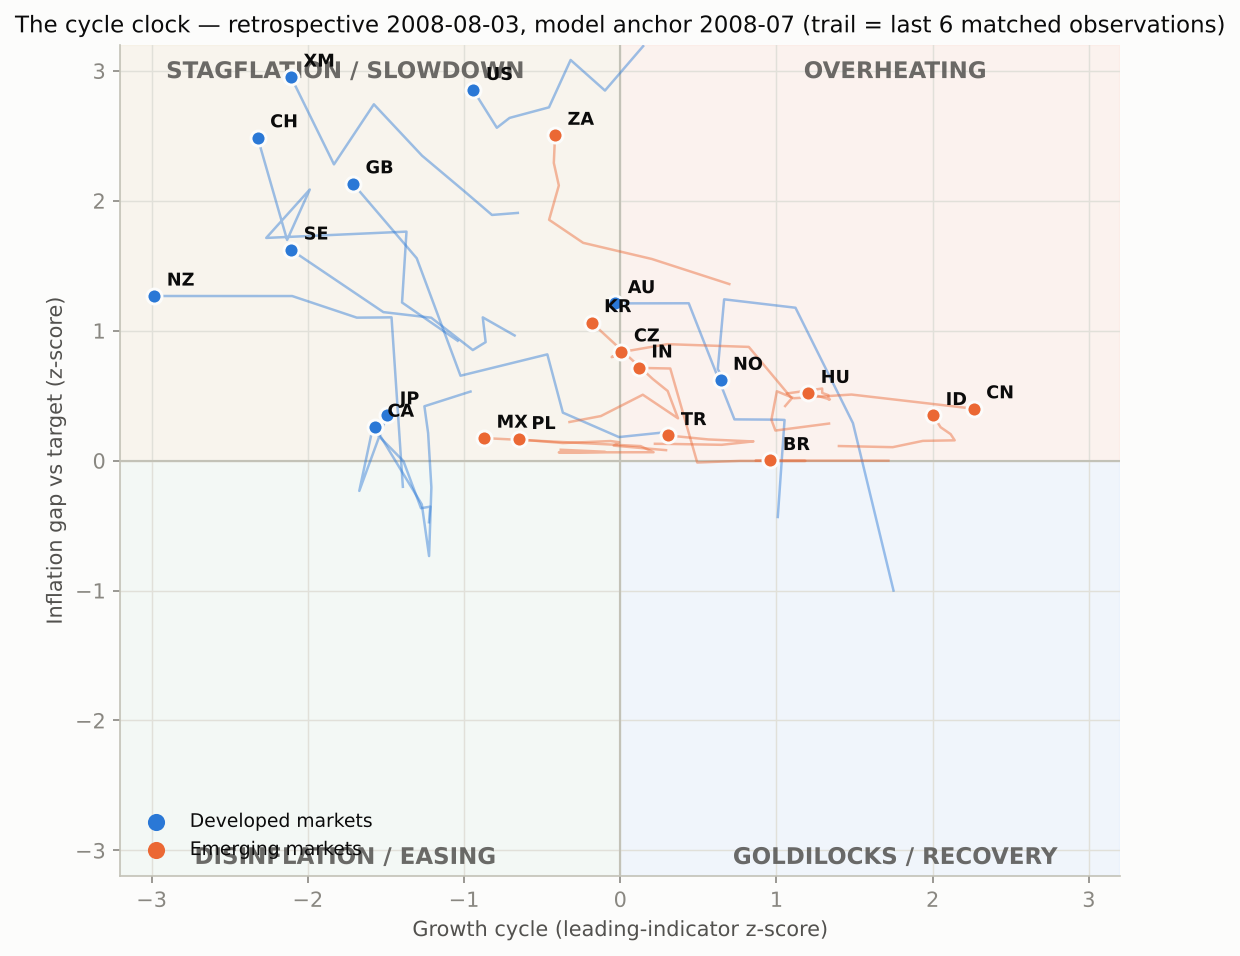 The cycle clock — retrospective 2008-08-03, model anchor 2008-07 (trail = last 6 matched observations)
STAGFLATION / SLOWDOWN
OVERHEATING
XM
US
CH
ZA
GB
SE
NZ
AU
KR
CZ
IN
NO
HU
JP
CA
ID
CN
MX
PL
TR
BR
3
2
1
0
−1
−2
−3
Inflation gap vs target (z-score)
Developed markets
Emerging markets
DISINFLATION / EASING
GOLDILOCKS / RECOVERY
−3
−2
−1
0
1
2
3
Growth cycle (leading-indicator z-score)